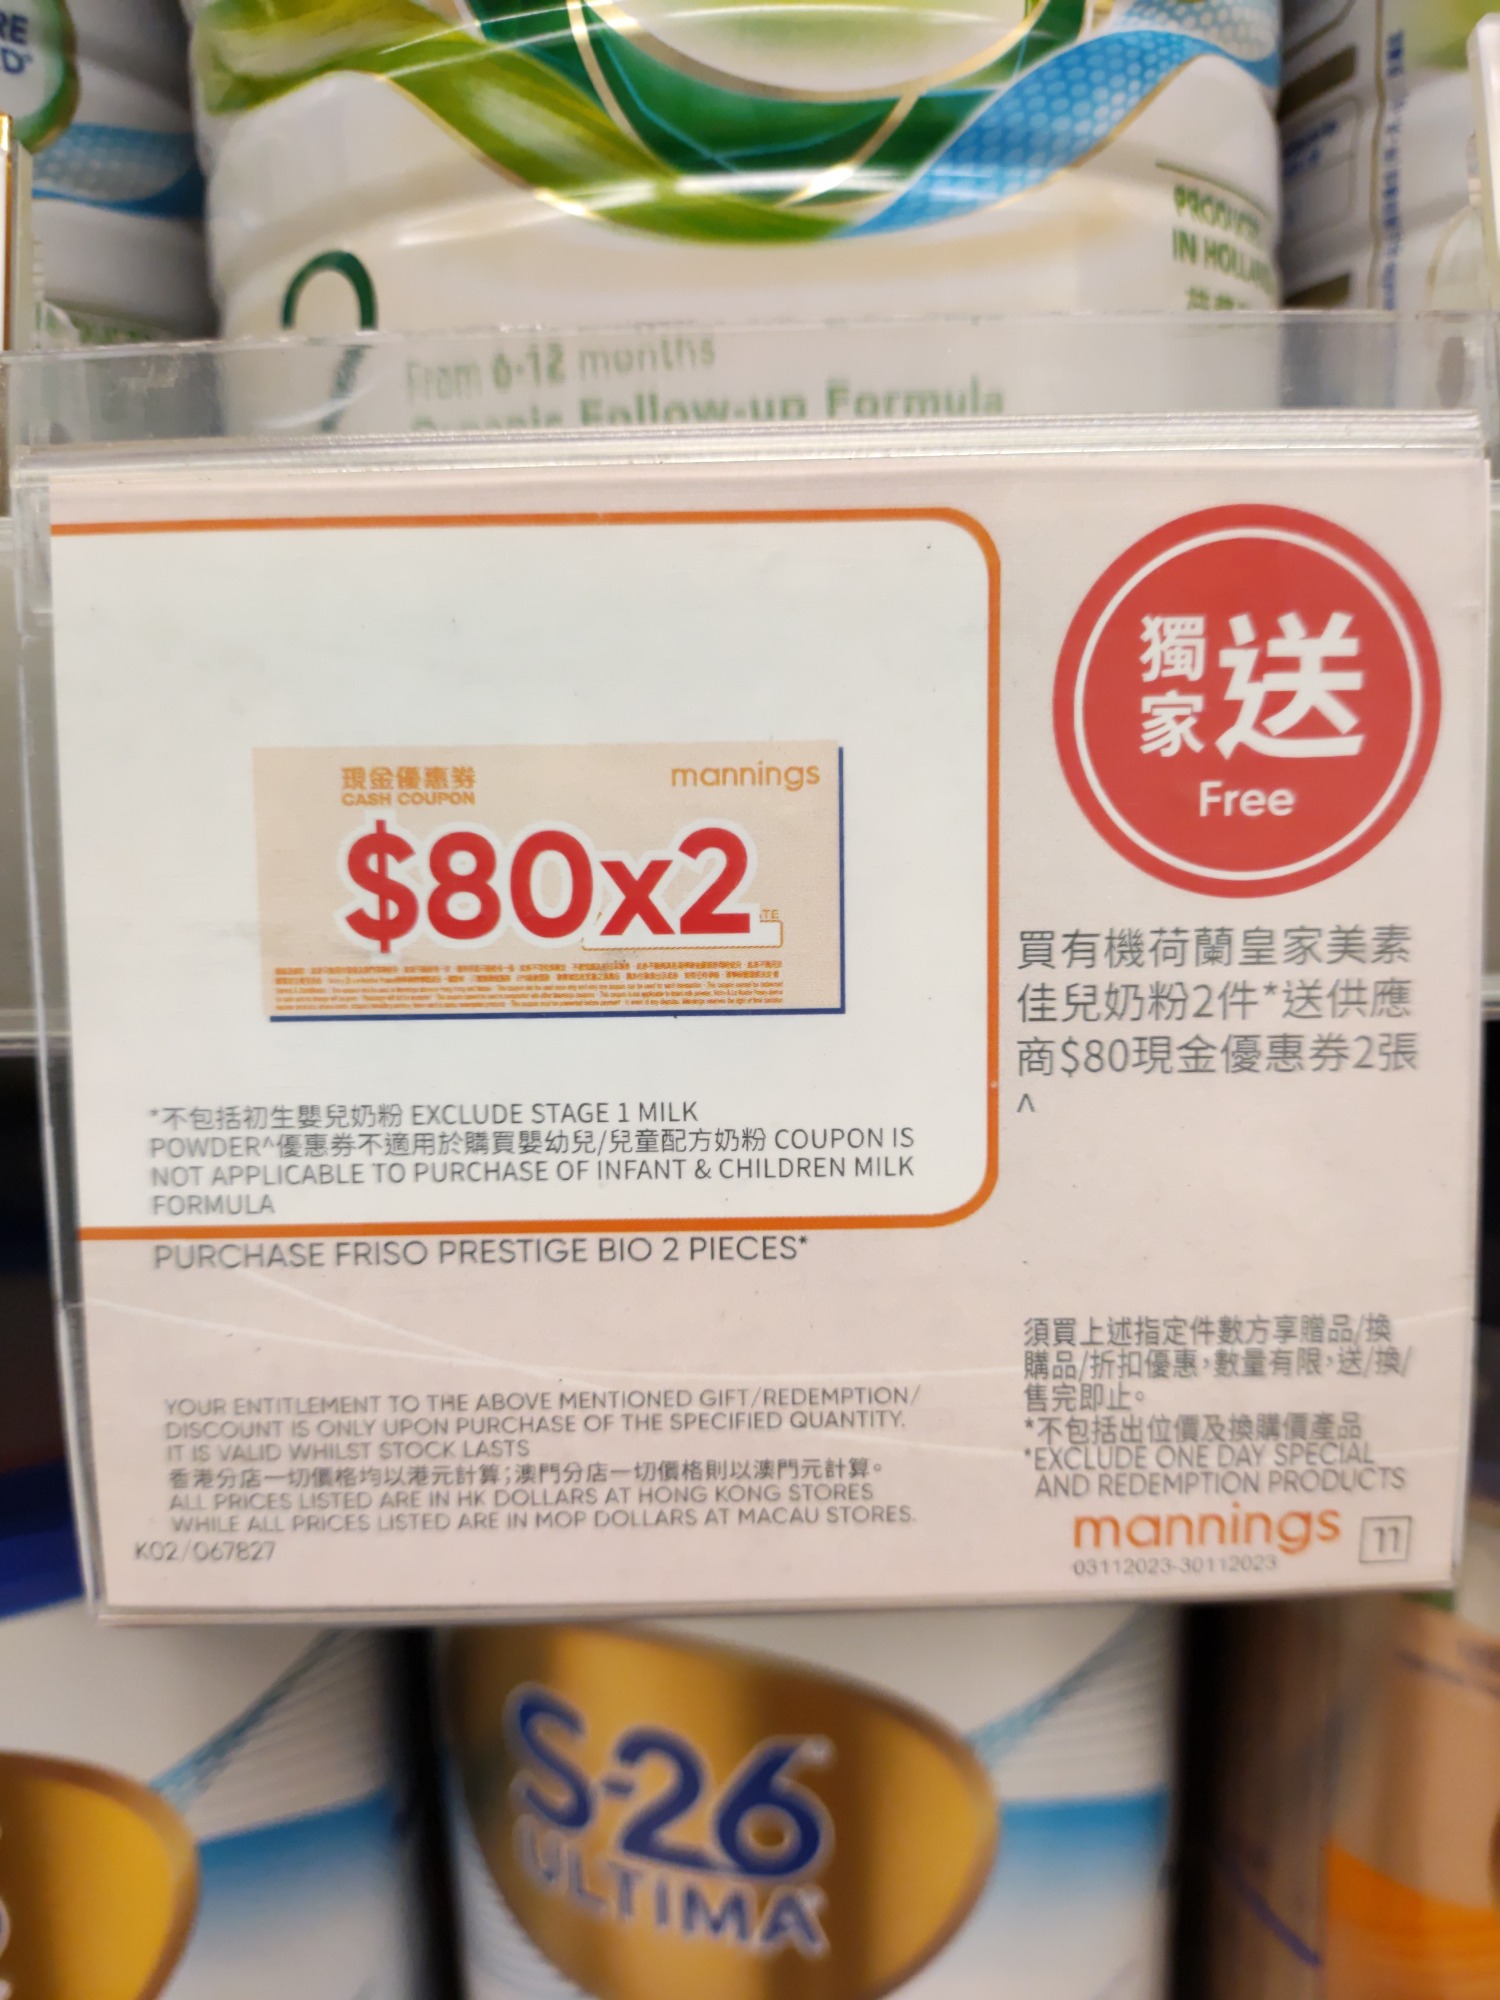 PRODUCT
IN HOLLAND
From 6-12 months
Organic Follow-up Formula
獨家送
Free
現金優惠券
CASH COUPON
mannings
$80x2
買有機荷蘭皇家美素
佳兒奶粉2件*送供應
商$80現金優惠券2張
^
*不包括初生嬰兒奶粉 EXCLUDE STAGE 1 MILK
POWDER^優惠券不適用於購買嬰幼兒/兒童配方奶粉 COUPON IS
NOT APPLICABLE TO PURCHASE OF INFANT & CHILDREN MILK
FORMULA
PURCHASE FRISO PRESTIGE BIO 2 PIECES*
須買上述指定件數方享贈品/換
購品/折扣優惠，數量有限，送/換/
售完即止。
*不包括出位價及換購價產品
*EXCLUDE ONE DAY SPECIAL
AND REDEMPTION PRODUCTS
YOUR ENTITLEMENT TO THE ABOVE MENTIONED GIFT/REDEMPTION/
DISCOUNT IS ONLY UPON PURCHASE OF THE SPECIFIED QUANTITY.
IT IS VALID WHILST STOCK LASTS
香港分店一切價格均以港元計算；澳門分店一切價格則以澳門元計算。
ALL PRICES LISTED ARE IN HK DOLLARS AT HONG KONG STORES
WHILE ALL PRICES LISTED ARE IN MOP DOLLARS AT MACAU STORES.
K02/067827
mannings 11
03112023-30112023
S-26
ULTIMA